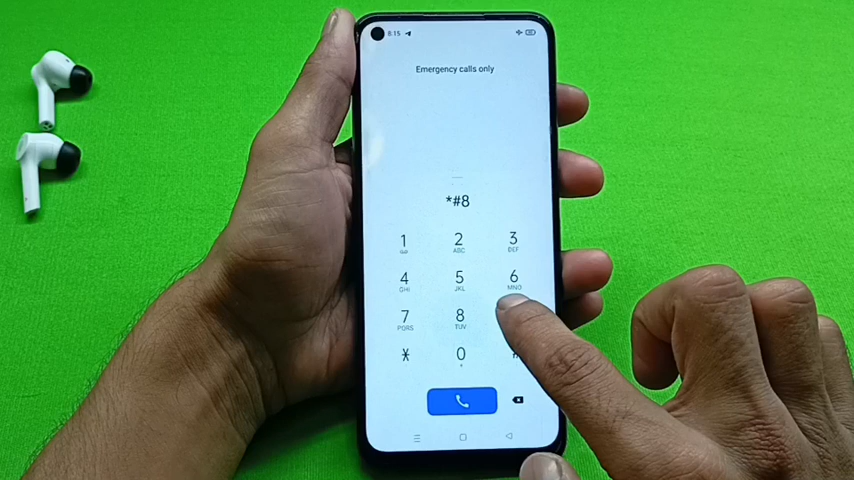 8:15
Emergency calls only
*#8
1 2 3
ABC DEF
4 5 6
GHI JKL MNO
7 8
PQRS TUV
* 0 #
+